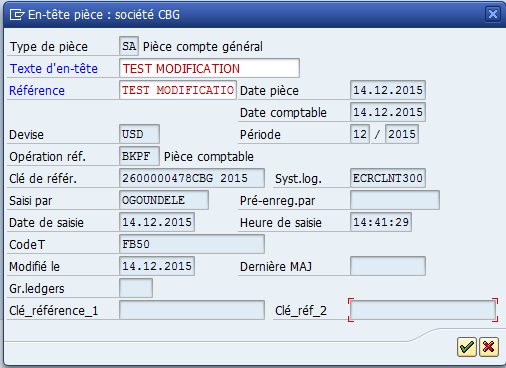 En-tête pièce : société CBG
Type de pièce SA Pièce compte général
Texte d'en-tête TEST MODIFICATION
Référence TEST MODIFICATIO Date pièce 14.12.2015
Date comptable 14.12.2015
Devise USD Période 12 / 2015
Opération réf. BKPF Pièce comptable
Clé de référ. 2600000478CBG 2015 Syst.log. ECRCLNT300
Saisi par OGOUNDELE Pré-enreg.par
Date de saisie 14.12.2015 Heure de saisie 14:41:29
CodeT FB50
Modifié le 14.12.2015 Dernière MAJ
Gr.ledgers
Clé_référence_1 Clé_réf_2